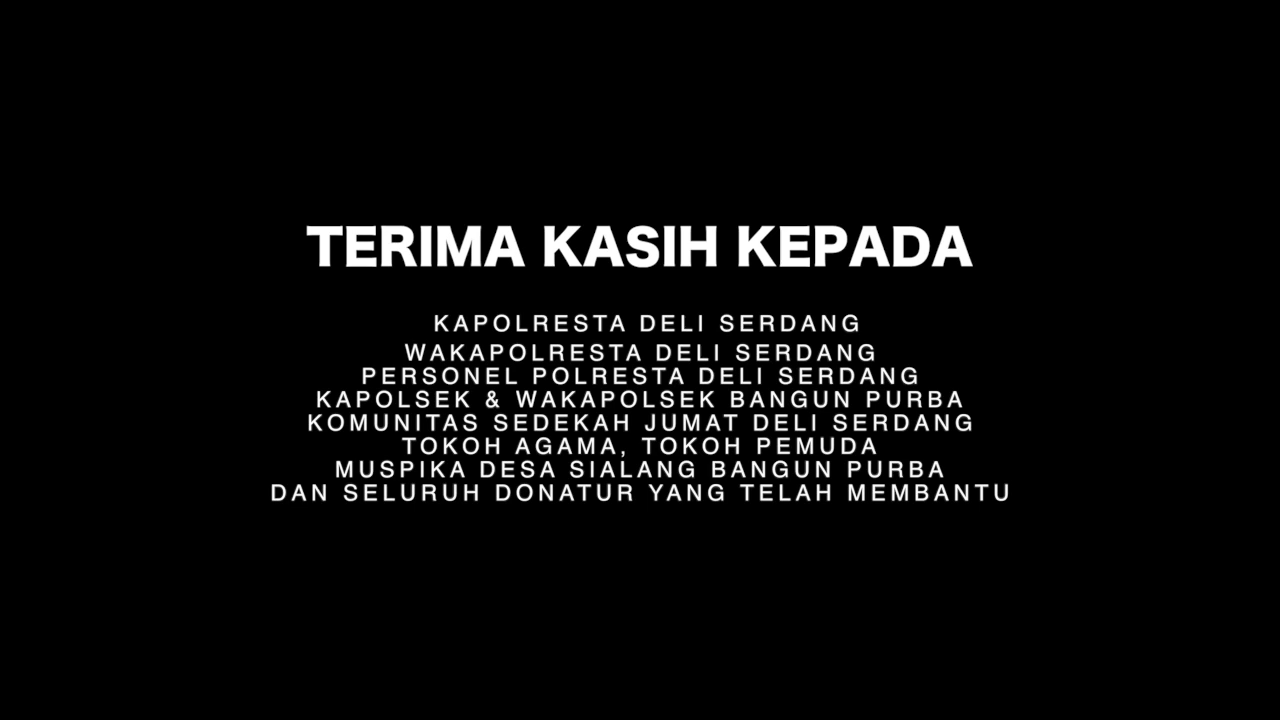 TERIMA KASIH KEPADA
KAPOLRESTA DELI SERDANG
WAKAPOLRESTA DELI SERDANG
PERSONEL POLRESTA DELI SERDANG
KAPOLSEK & WAKAPOLSEK BANGUN PURBA
KOMUNITAS SEDEKAH JUMAT DELI SERDANG
TOKOH AGAMA, TOKOH PEMUDA
MUSPIKA DESA SIALANG BANGUN PURBA
DAN SELURUH DONATUR YANG TELAH MEMBANTU